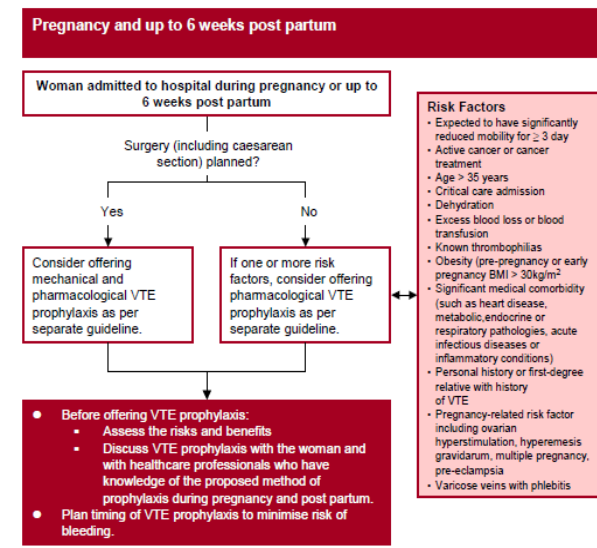 Pregnancy and up to 6 weeks post partum
Woman admitted to hospital during pregnancy or up to
6 weeks post partum
Surgery (including caesarean
section) planned?
Yes
No
Consider offering
mechanical and
pharmacological VTE
prophylaxis as per
separate guideline.
If one or more risk
factors, consider offering
pharmacological VTE
prophylaxis as per
separate guideline.
Risk Factors
• Expected to have significantly
reduced mobility for ≥ 3 day
• Active cancer or cancer
treatment
• Age > 35 years
• Critical care admission
• Dehydration
• Excess blood loss or blood
transfusion
• Known thrombophilias
• Obesity (pre-pregnancy or early
pregnancy BMI > 30kg/m²
• Significant medical comorbidity
(such as heart disease,
metabolic,endocrine or
respiratory pathologies, acute
infectious diseases or
inflammatory conditions)
• Personal history or first-degree
relative with history
of VTE
• Pregnancy-related risk factor
including ovarian
hyperstimulation, hyperemesis
gravidarum, multiple pregnancy,
pre-eclampsia
• Varicose veins with phlebitis
● Before offering VTE prophylaxis:
▪ Assess the risks and benefits
▪ Discuss VTE prophylaxis with the woman and
with healthcare professionals who have
knowledge of the proposed method of
prophylaxis during pregnancy and post partum.
● Plan timing of VTE prophylaxis to minimise risk of
bleeding.